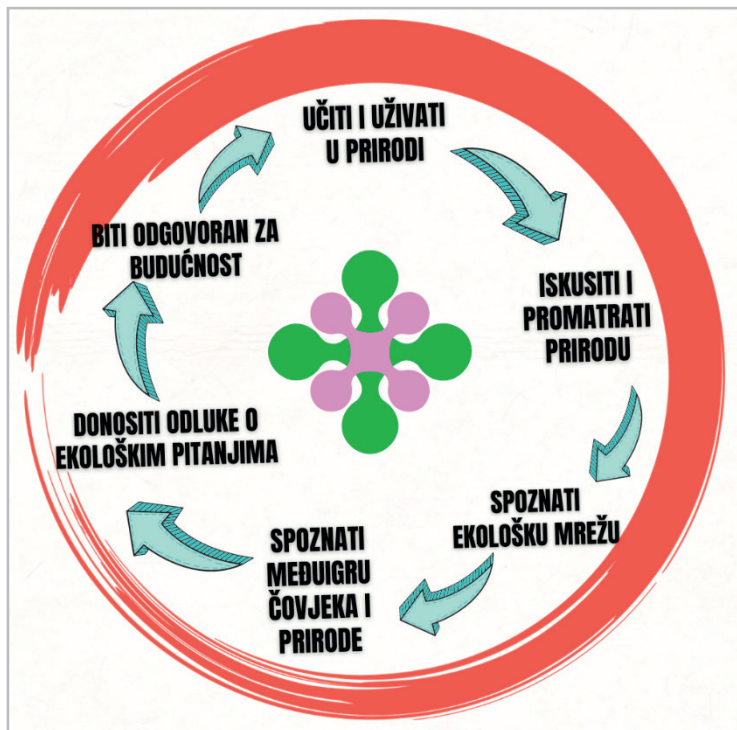 UČITI I UŽIVATI
U PRIRODI
ISKUSITI I
PROMATRATI
PRIRODU
SPOZNATI
EKOLOŠKU MREŽU
SPOZNATI
MEĐUIGRU
ČOVJEKA I
PRIRODE
DONOSITI ODLUKE O
EKOLOŠKIM PITANJIMA
BITI ODGOVORAN ZA
BUDUĆNOST